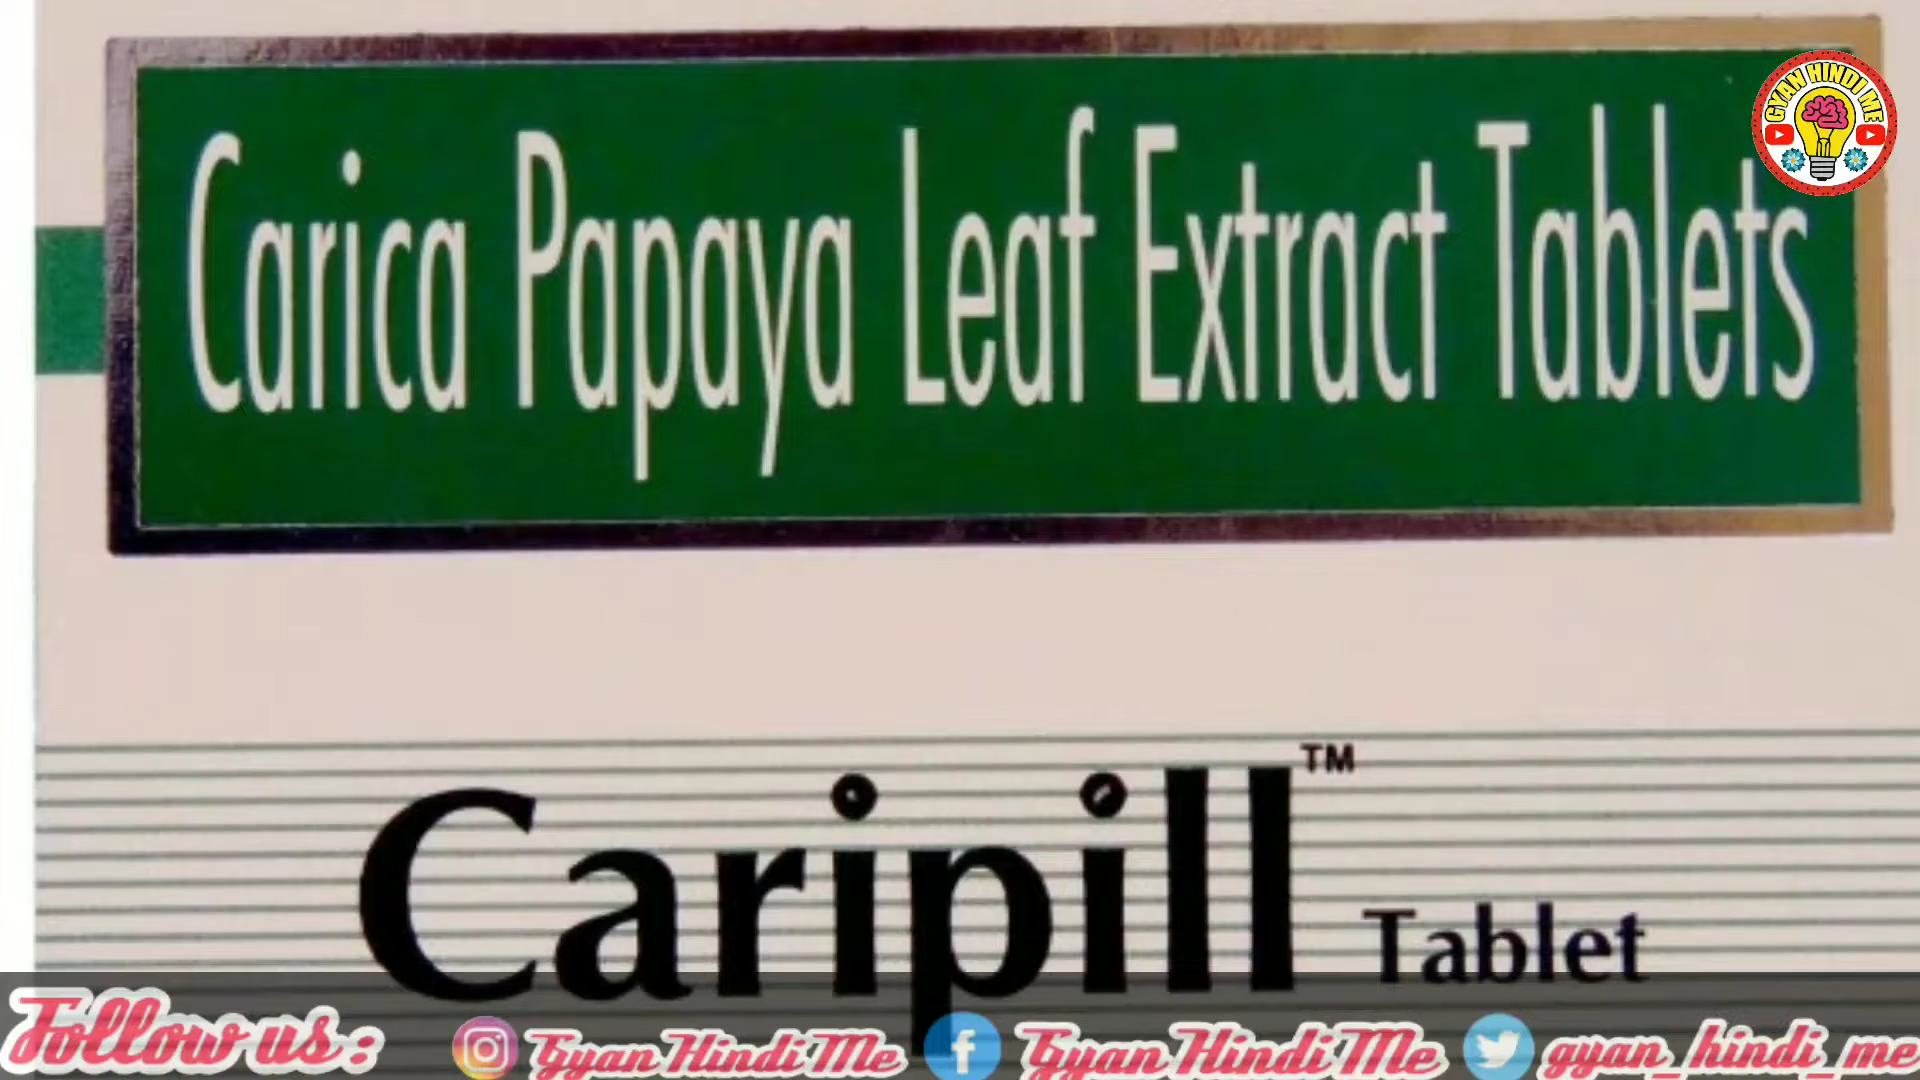 GYAN HINDI ME
Carica Papaya Leaf Extract Tablets
Caripill™ Tablet
Follow us : Gyan Hindi Me Gyan Hindi Me gyan_hindi_me